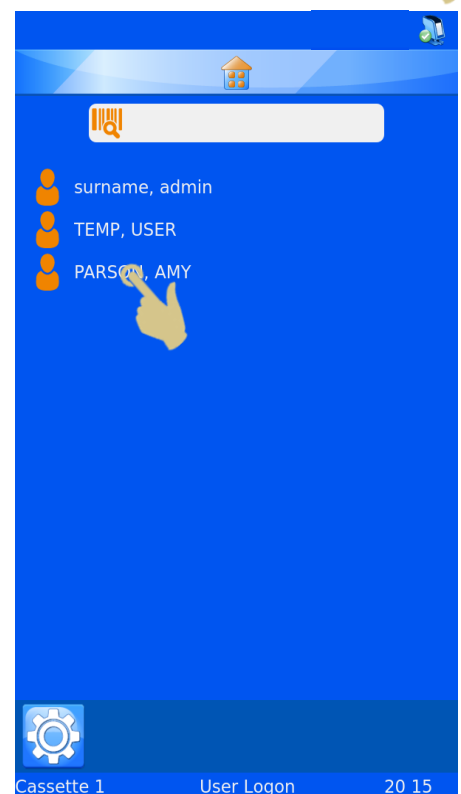 surname, admin
TEMP, USER
PARSON, AMY
Cassette 1 User Logon 20 15